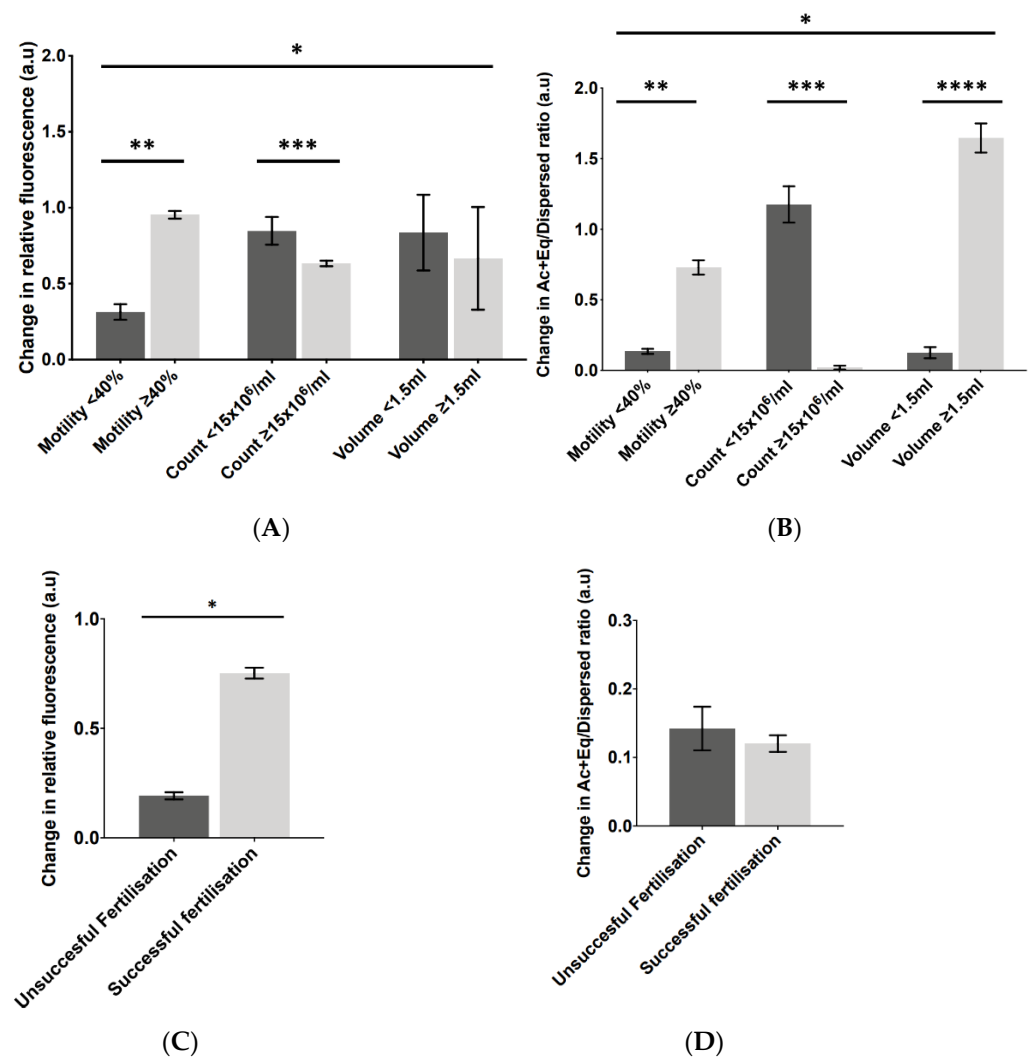 *
Change in relative fluorescence (a.u)
2.0
1.5
1.0
0.5
0.0
**
***
Motility <40%
Motility ≥40%
Count <15x10⁶/ml
Count ≥15x10⁶/ml
Volume <1.5ml
Volume ≥1.5ml
(A)
*
Change in Ac+Eq/Dispersed ratio (a.u)
2.0
1.5
1.0
0.5
0.0
**
***
****
Motility <40%
Motility ≥40%
Count <15x10⁶/ml
Count ≥15x10⁶/ml
Volume <1.5ml
Volume ≥1.5ml
(B)
Change in relative fluorescence (a.u)
1.0
0.5
0.0
*
Unsuccesful Fertilisation
Successful fertilisation
(C)
Change in Ac+Eq/Dispersed ratio (a.u)
0.3
0.2
0.1
0.0
Unsuccesful Fertilisation
Successful fertilisation
(D)